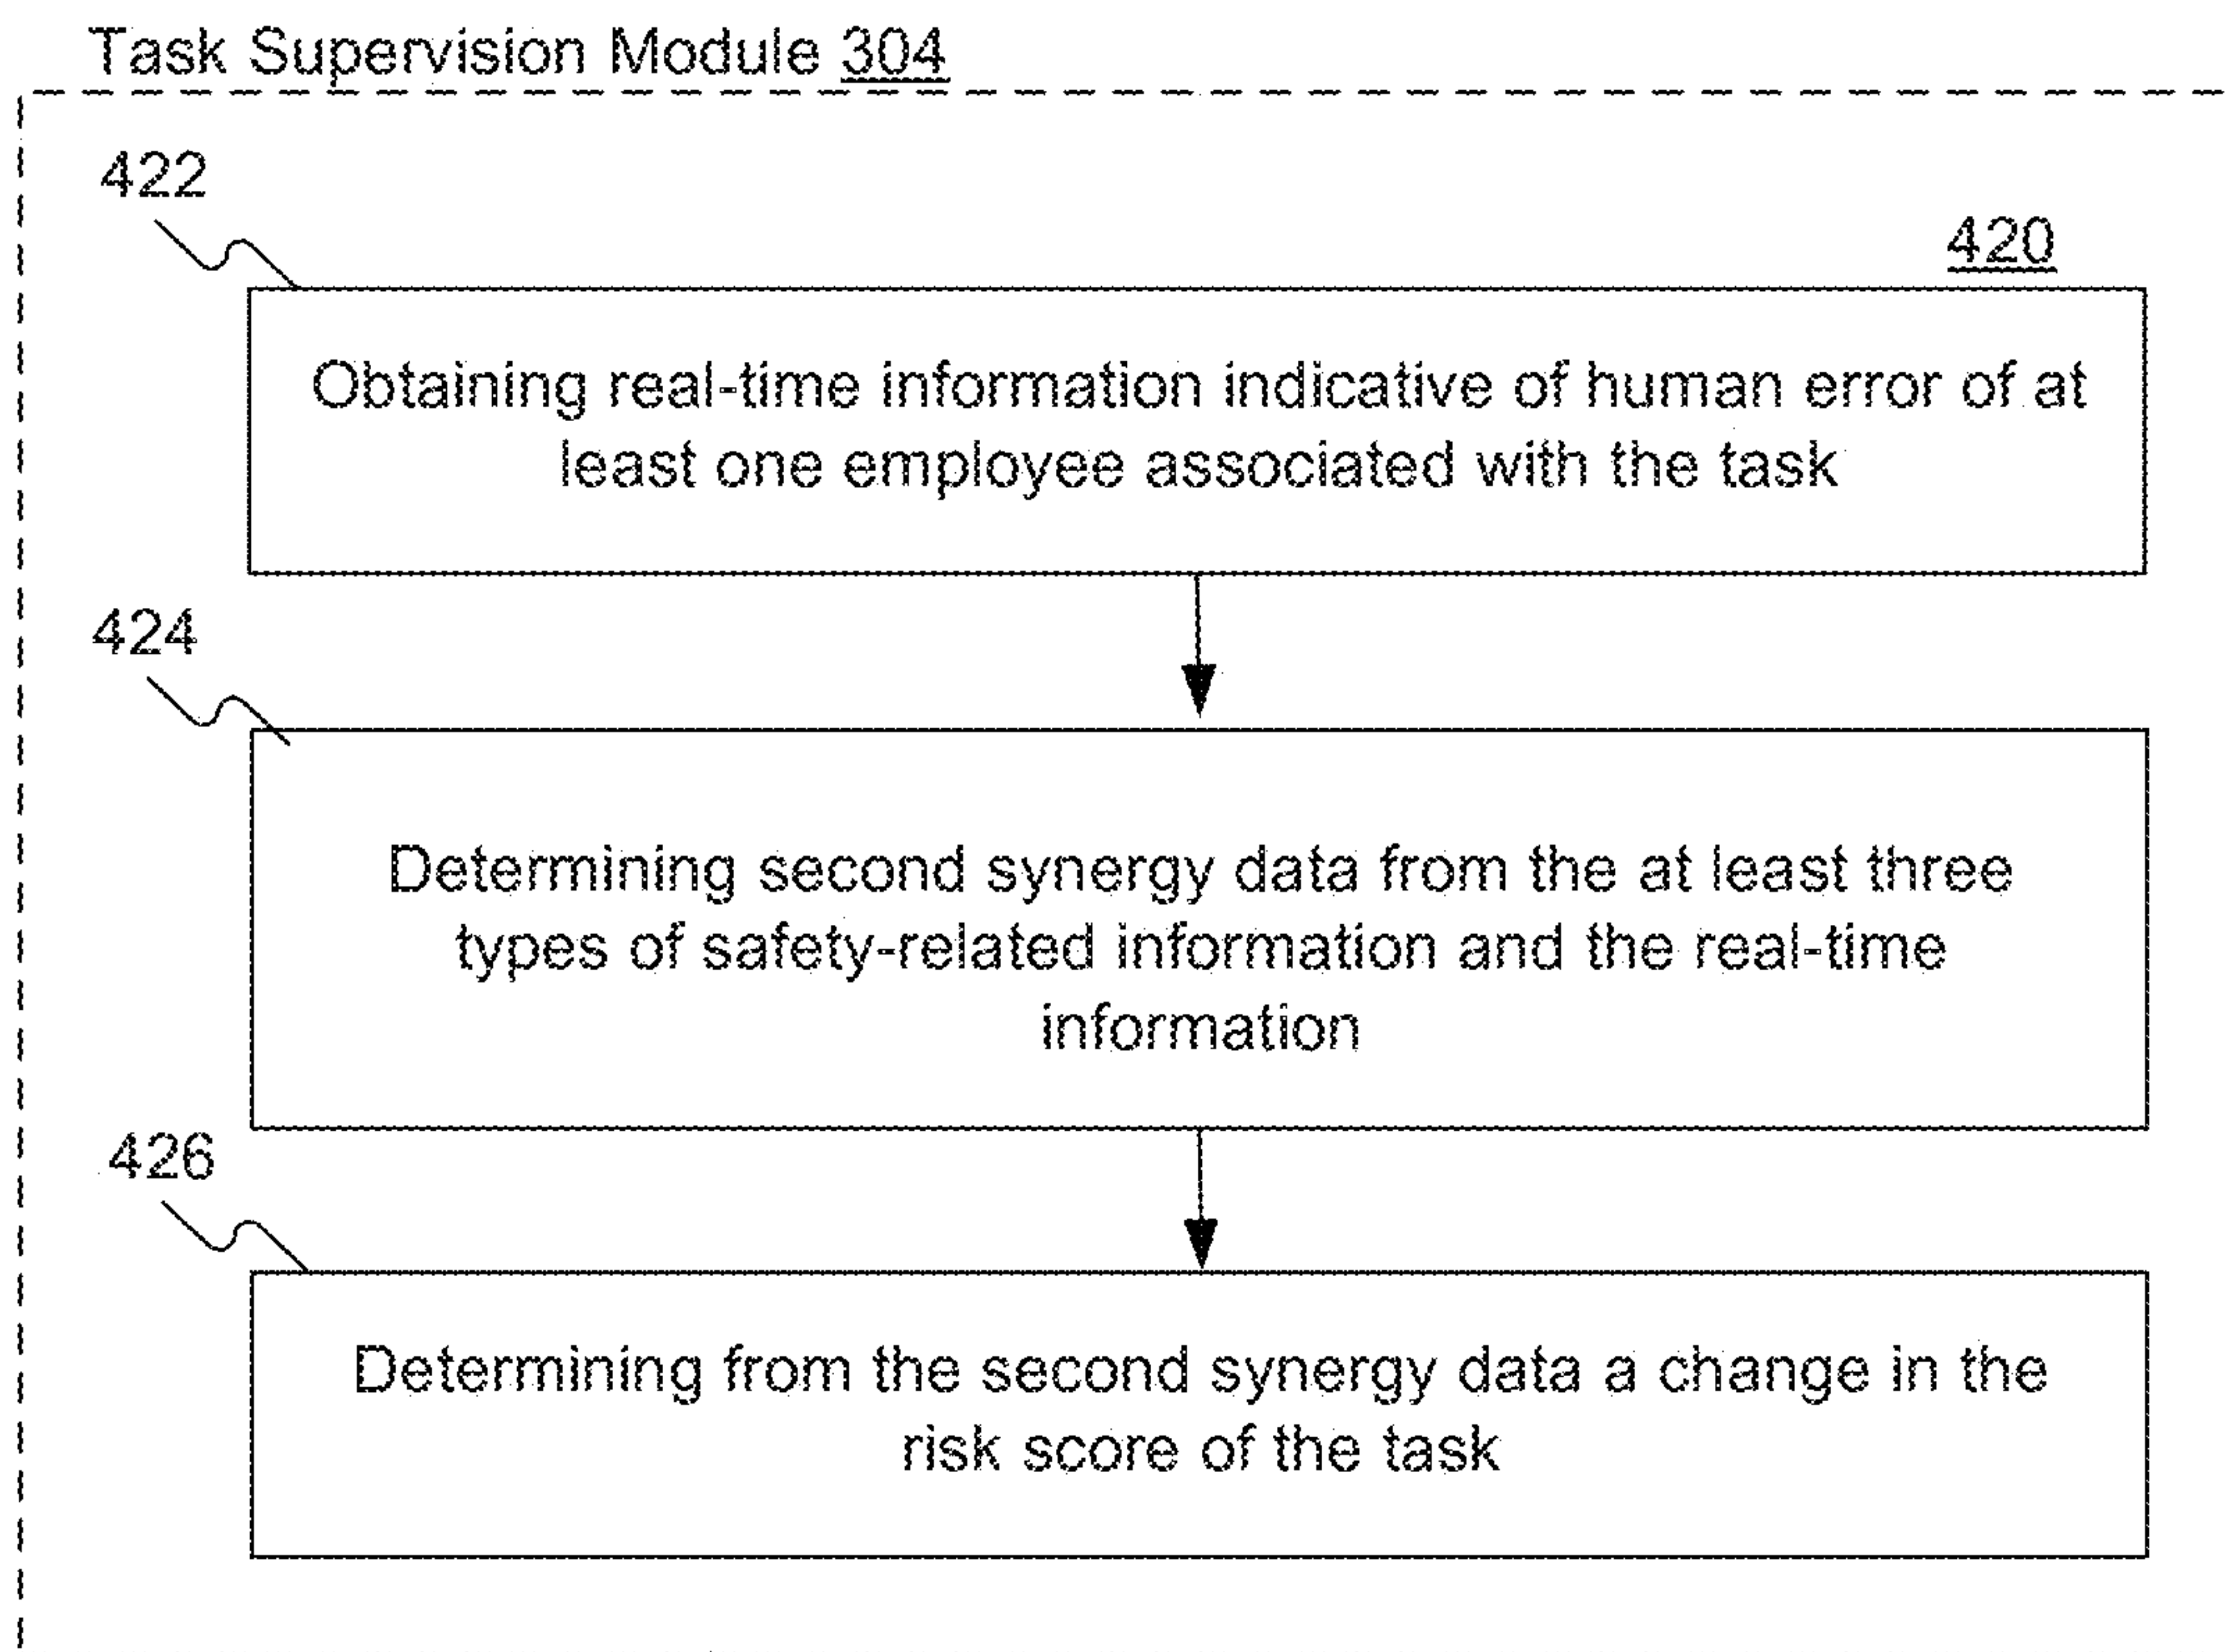 Task Supervision Module 304
422
420
Obtaining real-time information indicative of human error of at
least one employee associated with the task
424
Determining second synergy data from the at least three
types of safety-related information and the real-time
information
426
Determining from the second synergy data a change in the
risk score of the task